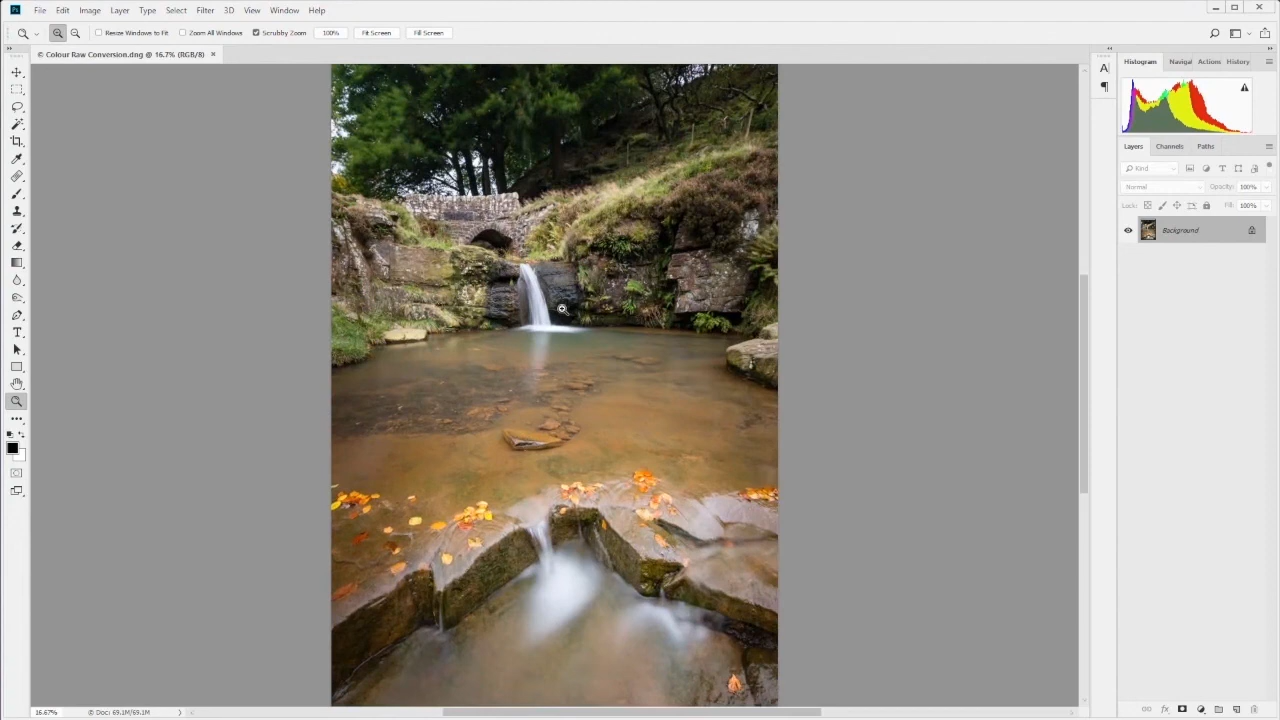 Ps File Edit Image Layer Type Select Filter 3D View Window Help
Resize Windows to Fit Zoom All Windows Scrubby Zoom 100% Fit Screen Fill Screen
© Colour Raw Conversion.dng @ 16.7% (RGB/8) ×
Histogram Navigat Actions History
Layers Channels Paths
Kind
Normal Opacity: 100%
Lock: Fill: 100%
Background
16.67% © Doc: 69.1M/69.1M